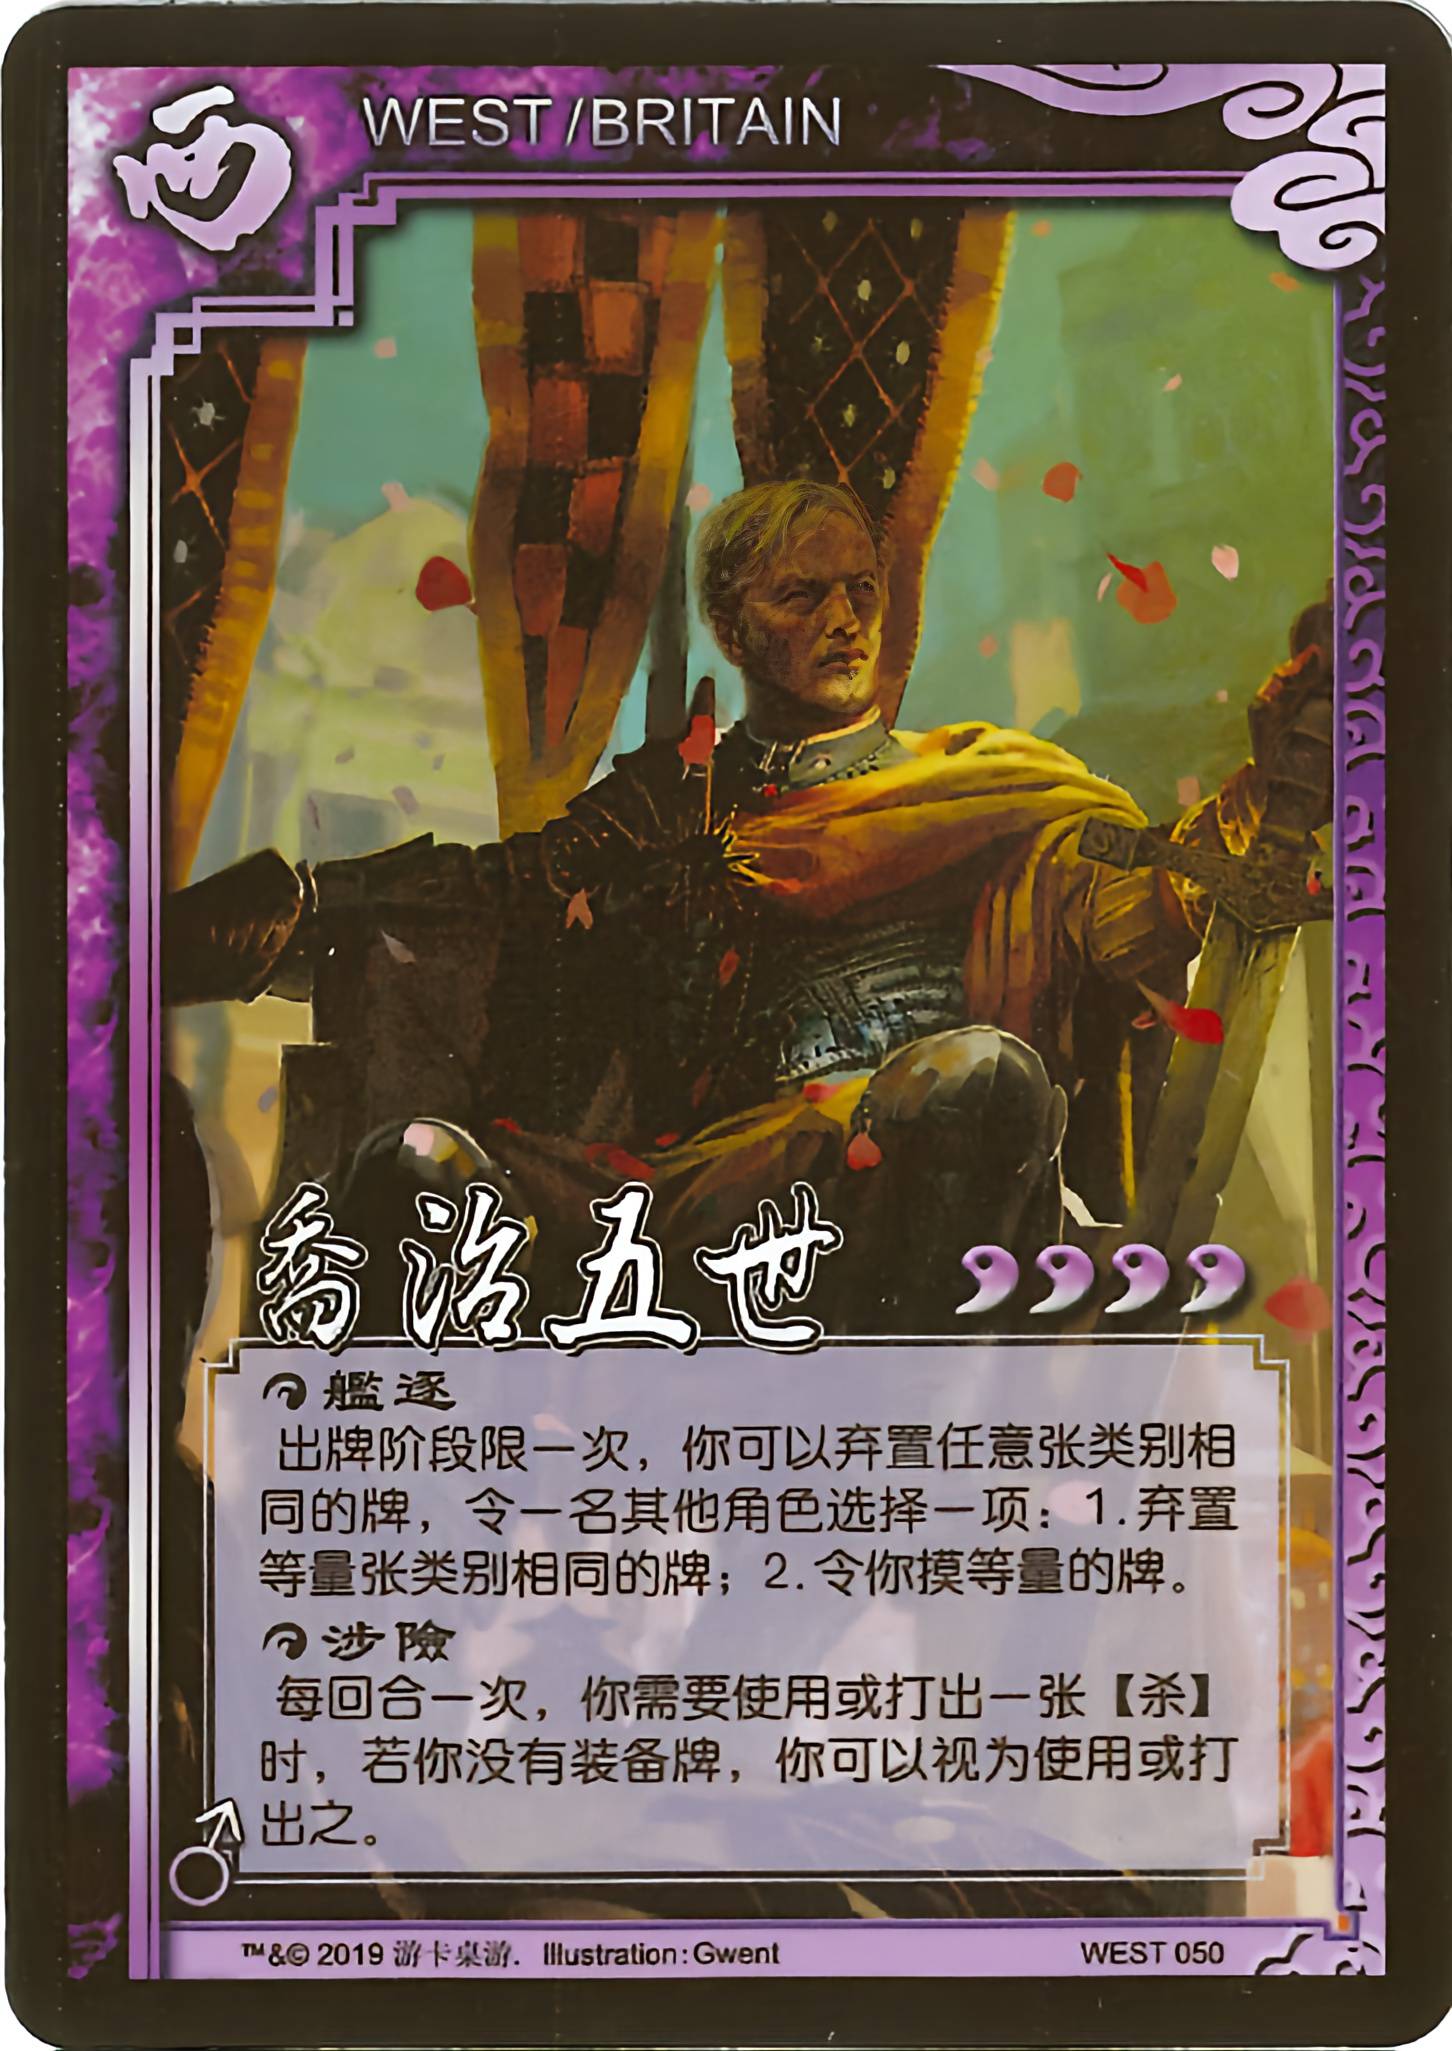 西
WEST/BRITAIN
喬治五世
艦逐
出牌阶段限一次，你可以弃置任意张类别相
同的牌，令一名其他角色选择一项：1.弃置
等量张类别相同的牌；2.令你摸等量的牌。
涉險
每回合一次，你需要使用或打出一张【杀】
时，若你没有装备牌，你可以视为使用或打
出之。
™&© 2019 游卡桌游. Illustration:Gwent
WEST 050